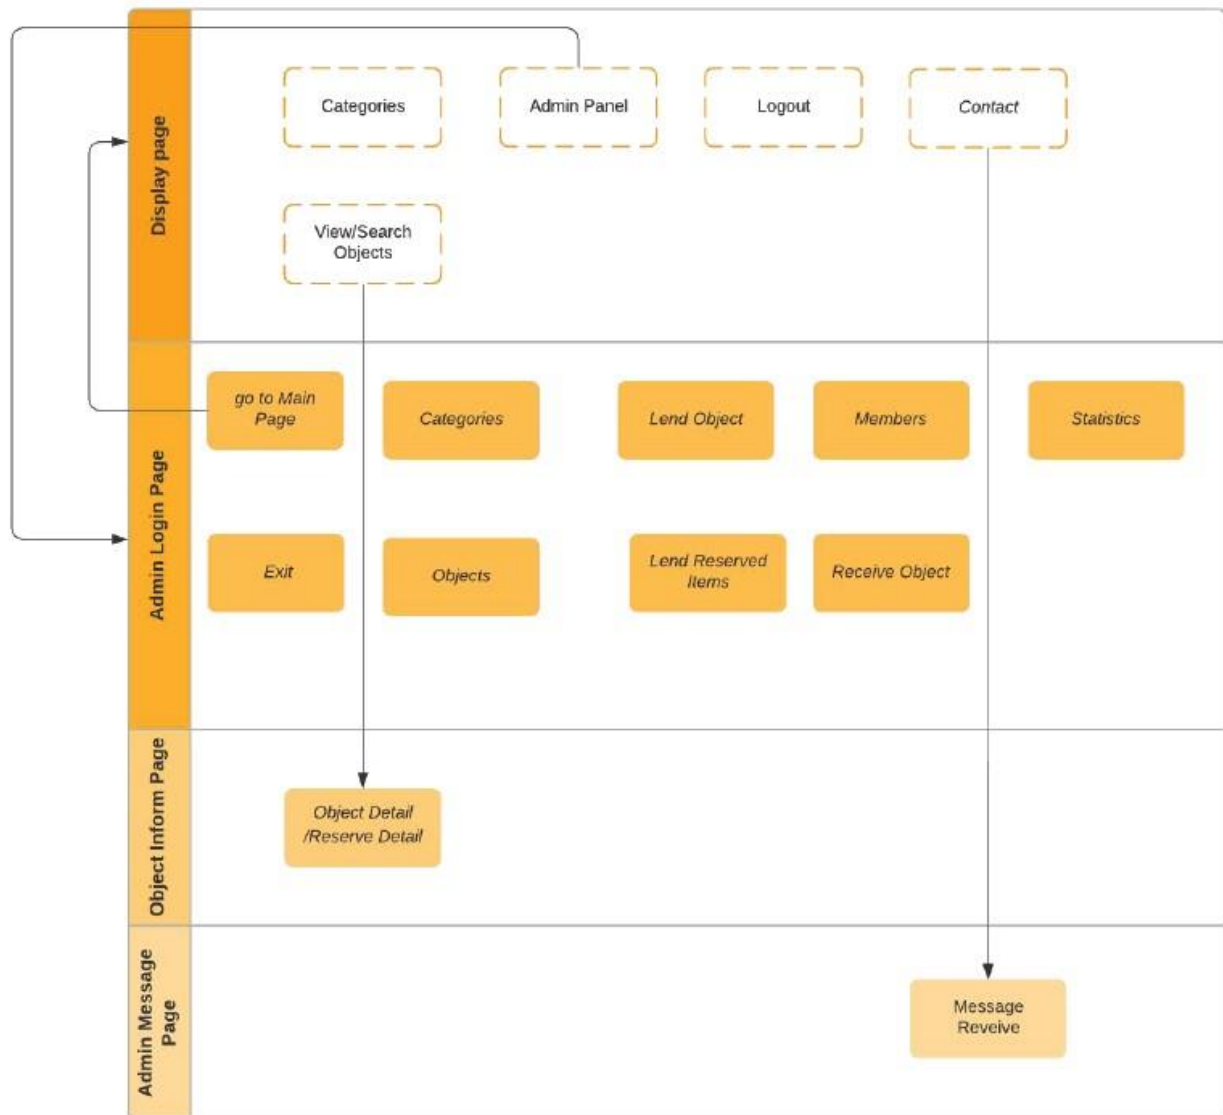 Display page
Categories
Admin Panel
Logout
Contact
View/Search
Objects
Admin Login Page
go to Main
Page
Categories
Lend Object
Members
Statistics
Exit
Objects
Lend Reserved
Items
Receive Object
Object Inform Page
Object Detail
/Reserve Detail
Admin Message
Page
Message
Reveive